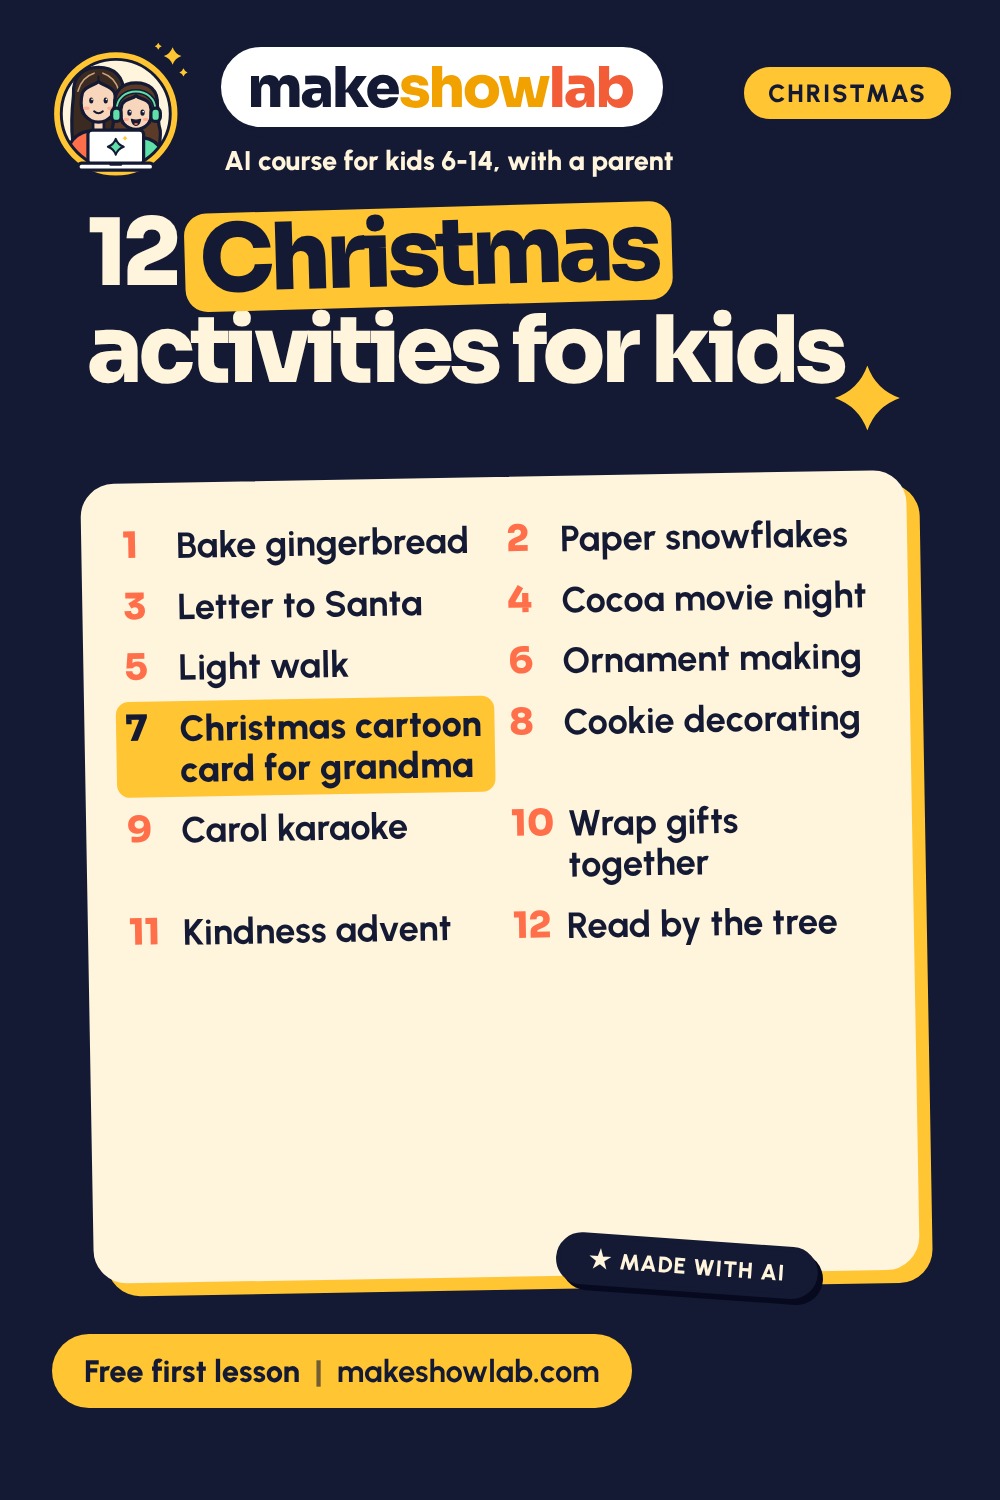 makeshowlab
CHRISTMAS
AI course for kids 6-14, with a parent
12 Christmas
activities for kids
1 Bake gingerbread
2 Paper snowflakes
3 Letter to Santa
4 Cocoa movie night
5 Light walk
6 Ornament making
7 Christmas cartoon
card for grandma
8 Cookie decorating
9 Carol karaoke
10 Wrap gifts
together
11 Kindness advent
12 Read by the tree
★ MADE WITH AI
Free first lesson | makeshowlab.com